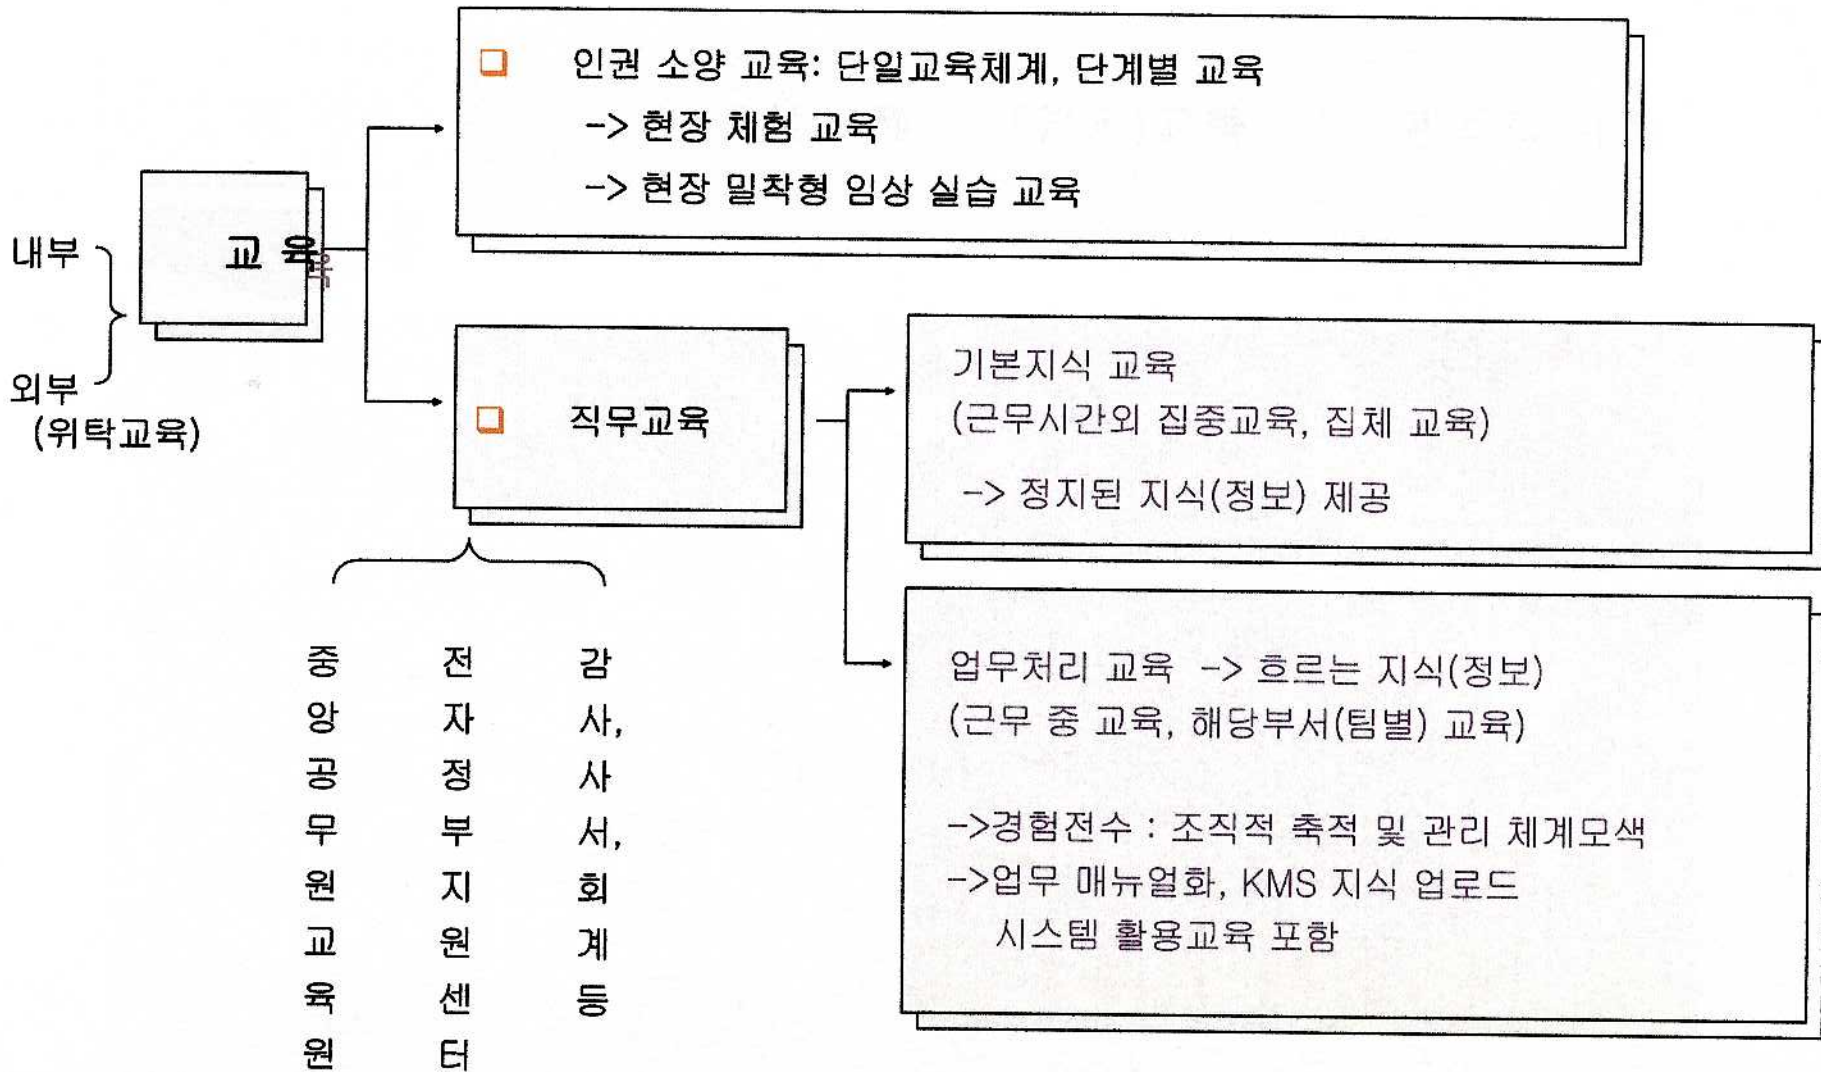 인권 소양 교육: 단일교육체계, 단계별 교육
-> 현장 체험 교육
-> 현장 밀착형 임상 실습 교육
내부
교 육
외부
(위탁교육)
직무교육
기본지식 교육
(근무시간외 집중교육, 집체 교육)
-> 정지된 지식(정보) 제공
업무처리 교육 -> 흐르는 지식(정보)
(근무 중 교육, 해당부서(팀별) 교육)
->경험전수 : 조직적 축적 및 관리 체계모색
->업무 매뉴얼화, KMS 지식 업로드
시스템 활용교육 포함
중앙공무원교육원
전자정부지원센터
감사,사서,회계등